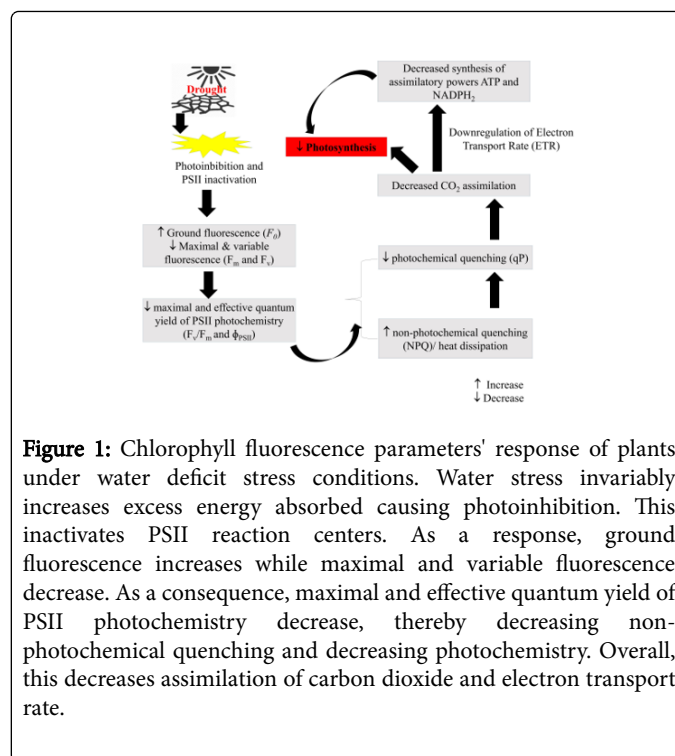 Drought
Photoinbibition and
PSII inactivation
↑ Ground fluorescence (F₀)
↓ Maximal & variable
fluorescence (Fₘ and Fᵥ)
↓ maximal and effective quantum
yield of PSII photochemistry
(Fᵥ/Fₘ and ϕPSII)
↑ non-photochemical quenching
(NPQ)/ heat dissipation
↓ photochemical quenching (qP)
Decreased CO₂ assimilation
Downregulation of Electron
Transport Rate (ETR)
Decreased synthesis of
assimilatory powers ATP and
NADPH₂
↓ Photosynthesis
↑ Increase
↓ Decrease
Figure 1: Chlorophyll fluorescence parameters' response of plants
under water deficit stress conditions. Water stress invariably
increases excess energy absorbed causing photoinhibition. This
inactivates PSII reaction centers. As a response, ground
fluorescence increases while maximal and variable fluorescence
decrease. As a consequence, maximal and effective quantum yield of
PSII photochemistry decrease, thereby decreasing non-
photochemical quenching and decreasing photochemistry. Overall,
this decreases assimilation of carbon dioxide and electron transport
rate.